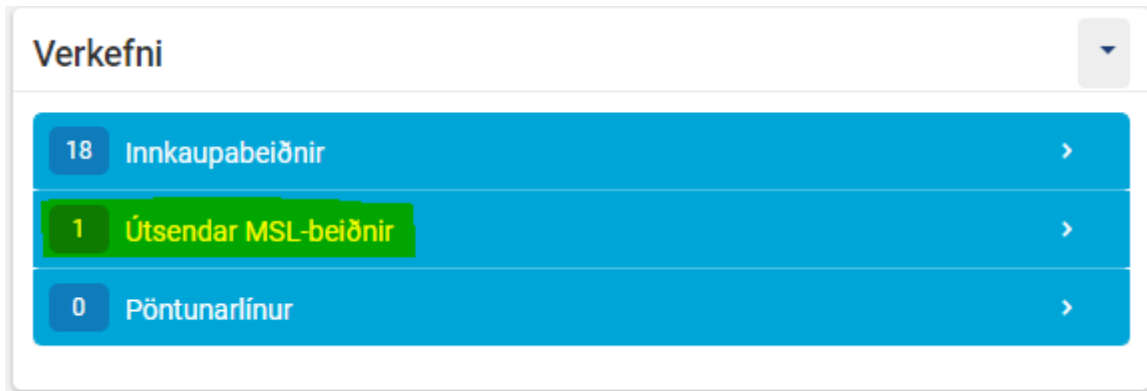 Verkefni
18 Innkaupabeiðnir
1 Útsendar MSL-beiðnir
0 Pöntunarlínur